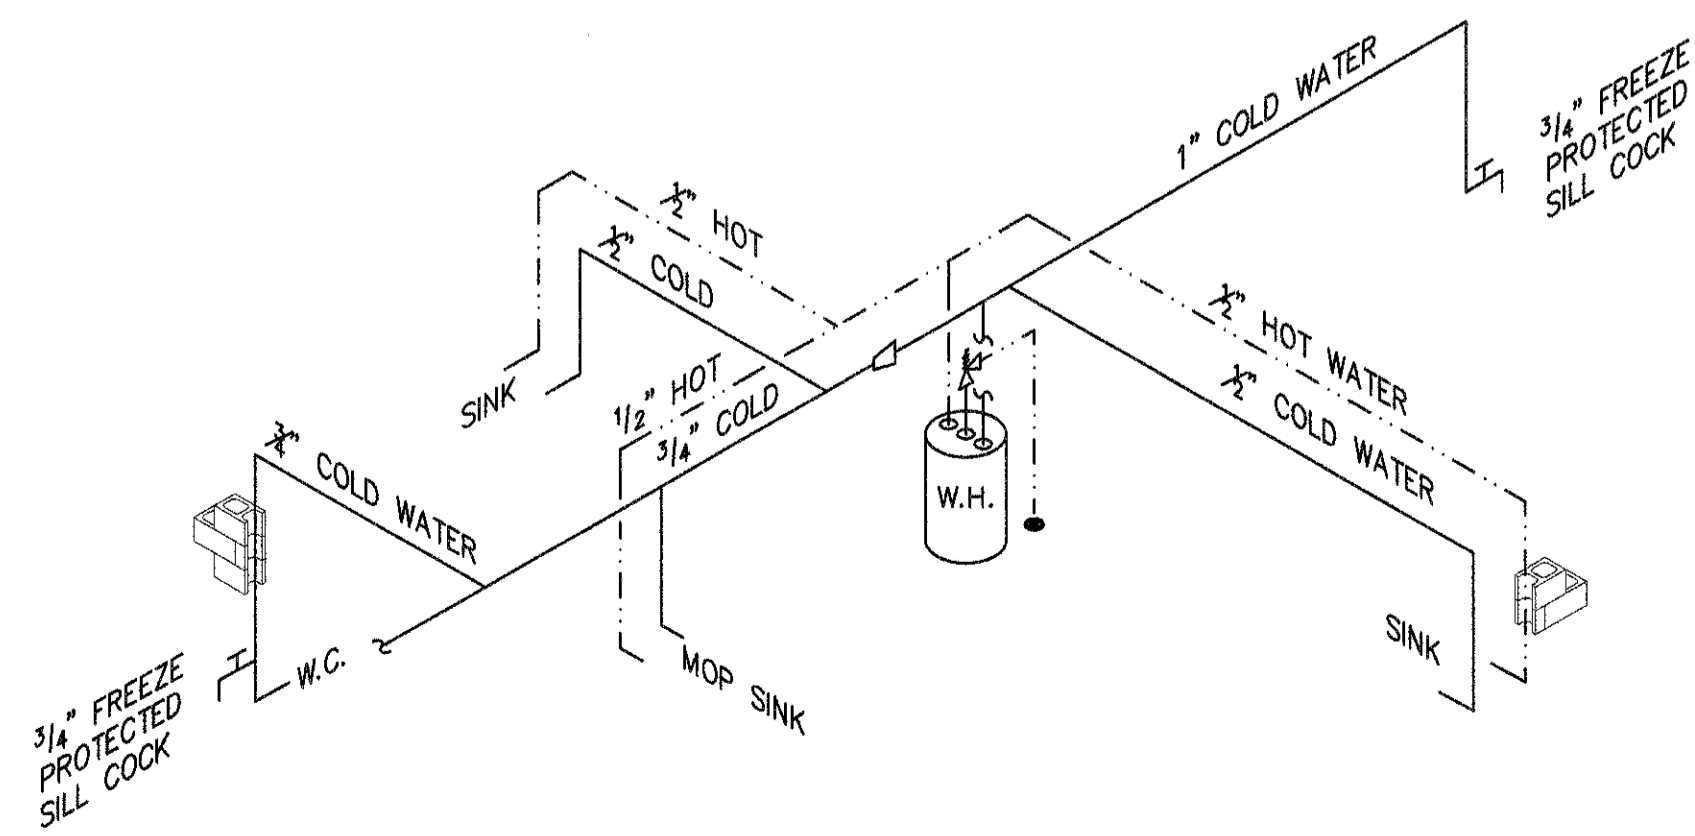 1" COLD WATER
3/4" FREEZE
PROTECTED
SILL COCK
1/2" HOT
1/2" COLD
SINK
1/2" HOT
3/4" COLD
1/2" HOT WATER
1/2" COLD WATER
W.H.
3/4" COLD WATER
W.C.
MOP SINK
SINK
3/4" FREEZE
PROTECTED
SILL COCK